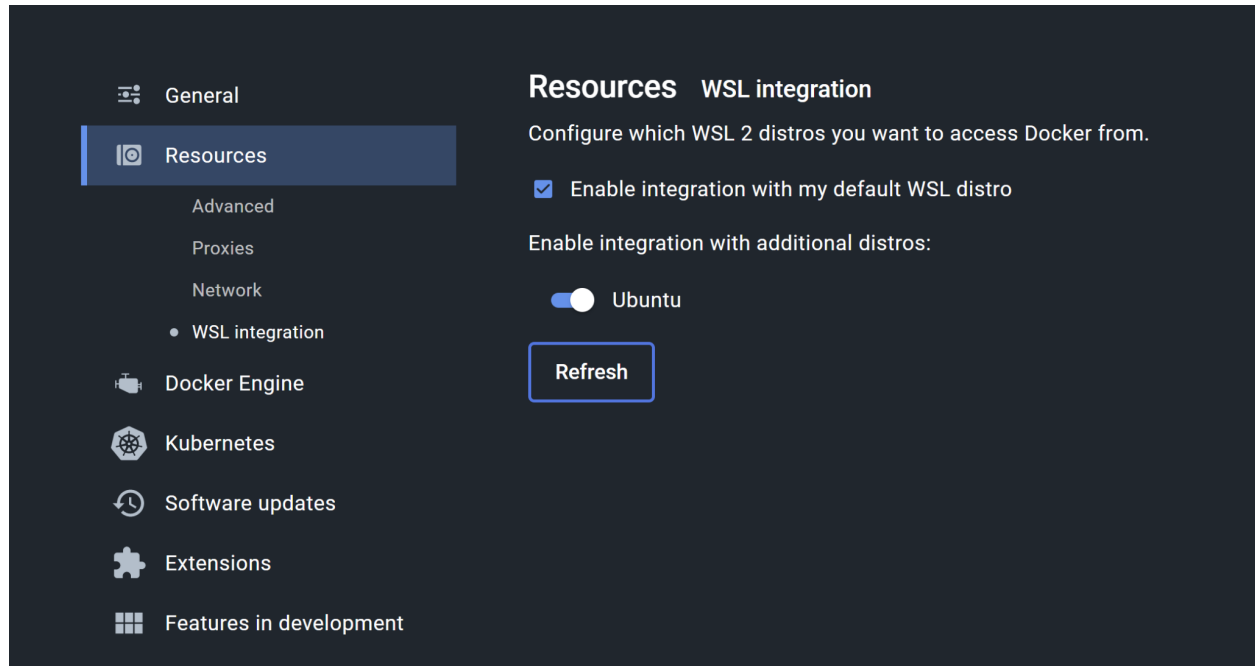 General
Resources
Advanced
Proxies
Network
WSL integration
Docker Engine
Kubernetes
Software updates
Extensions
Features in development
Resources WSL integration
Configure which WSL 2 distros you want to access Docker from.
Enable integration with my default WSL distro
Enable integration with additional distros:
Ubuntu
Refresh